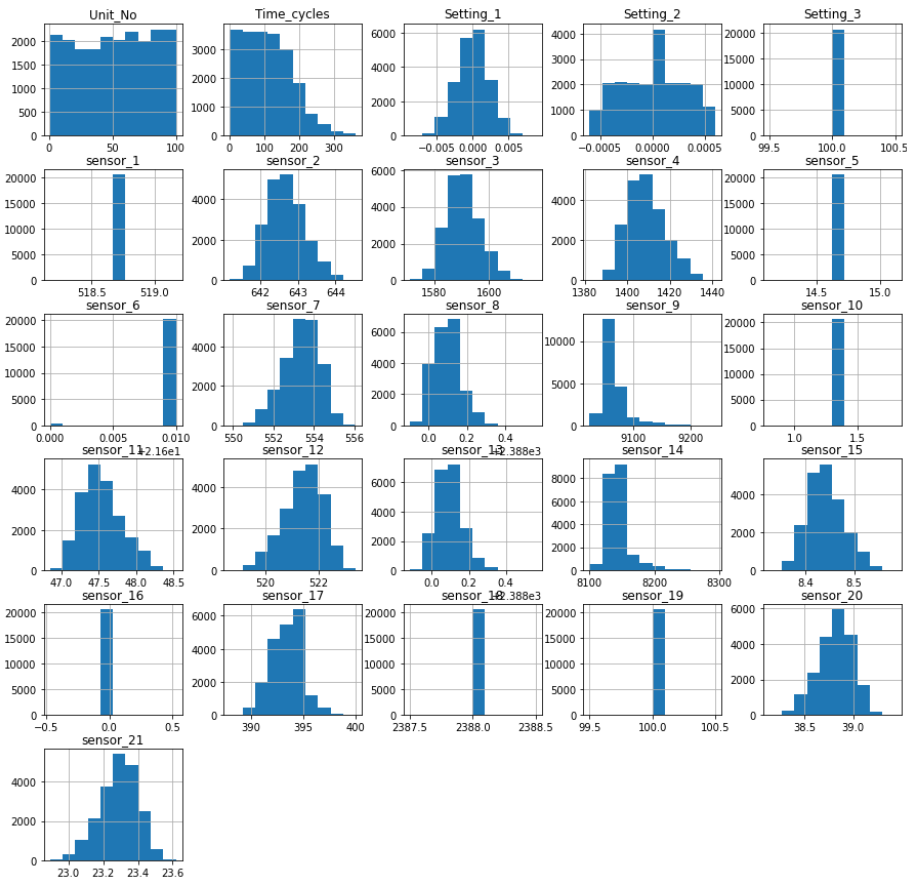 Unit_No Time_cycles Setting_1 Setting_2 Setting_3
2000 1500 1000 500 0
3000 2000 1000 0
6000 4000 2000 0
4000 3000 2000 1000 0
20000 15000 10000 5000 0
0 50 100 0 100 200 300 −0.005 0.000 0.005 −0.0005 0.0000 0.0005 99.5 100.0 100.5
sensor_1 sensor_2 sensor_3 sensor_4 sensor_5
20000 15000 10000 5000 0
4000 2000 0
6000 4000 2000 0
4000 2000 0
20000 15000 10000 5000 0
518.5 519.0 642 643 644 1580 1600 1380 1400 1420 1440 14.5 15.0
sensor_6 sensor_7 sensor_8 sensor_9 sensor_10
20000 15000 10000 5000 0
4000 2000 0
6000 4000 2000 0
10000 5000 0
20000 15000 10000 5000 0
0.000 0.005 0.010 550 552 554 556 0.0 0.2 0.4 9100 9200 1.0 1.5
+2.16e1 +2.388e3
sensor_11 sensor_12 sensor_13 sensor_14 sensor_15
4000 2000 0
4000 2000 0
6000 4000 2000 0
8000 6000 4000 2000 0
4000 2000 0
47.0 47.5 48.0 48.5 520 522 0.0 0.2 0.4 8100 8200 8300 8.4 8.5
+2.388e3
sensor_16 sensor_17 sensor_18 sensor_19 sensor_20
20000 15000 10000 5000 0
6000 4000 2000 0
20000 15000 10000 5000 0
20000 15000 10000 5000 0
6000 4000 2000 0
−0.5 0.0 0.5 390 395 400 2387.5 2388.0 2388.5 99.5 100.0 100.5 38.5 39.0
sensor_21
4000 2000 0
23.0 23.2 23.4 23.6